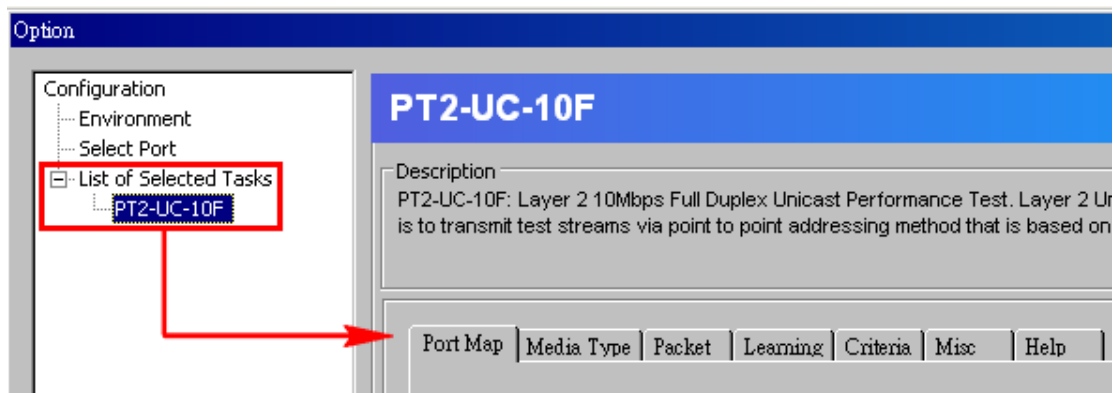 Option
Configuration
Environment
Select Port
List of Selected Tasks
PT2-UC-10F
PT2-UC-10F
Description
PT2-UC-10F: Layer 2 10Mbps Full Duplex Unicast Performance Test. Layer 2
is to transmit test streams via point to point addressing method that is based on
Port Map Media Type Packet Learning Criteria Misc Help